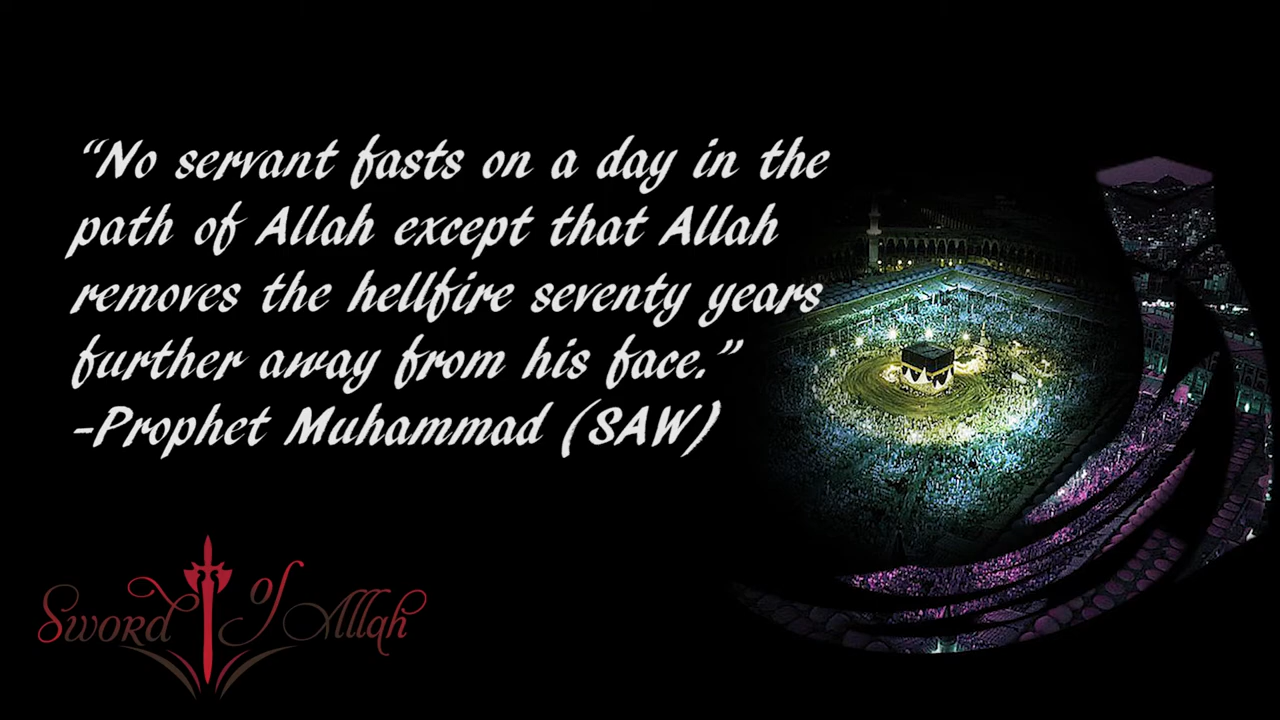 “No servant fasts on a day in the
path of Allah except that Allah
removes the hellfire seventy years
further away from his face.”
-Prophet Muhammad (SAW)
Sword of Allah